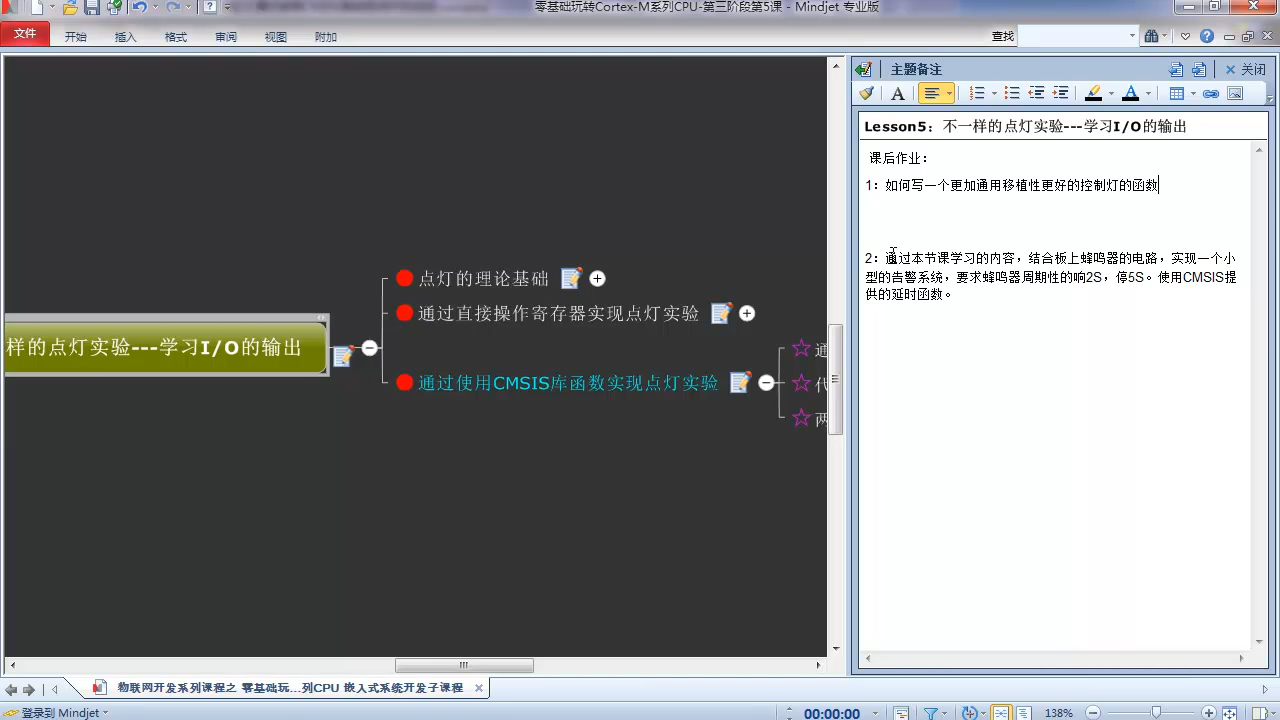 零基础玩转Cortex-M系列CPU-第三阶段第5课 - Mindjet 专业版
文件 开始 插入 格式 审阅 视图 附加 查找
主题备注 关闭
Lesson5：不一样的点灯实验---学习I/O的输出
课后作业：
1：如何写一个更加通用移植性更好的控制灯的函数
2：通过本节课学习的内容，结合板上蜂鸣器的电路，实现一个小
型的告警系统，要求蜂鸣器周期性的响2S，停5S。使用CMSIS提
供的延时函数。
点灯的理论基础
通过直接操作寄存器实现点灯实验
样的点灯实验---学习I/O的输出
通过使用CMSIS库函数实现点灯实验
通
代
两
物联网开发系列课程之 零基础玩...列CPU 嵌入式系统开发子课程
登录到 Mindjet 00:00:00 138%